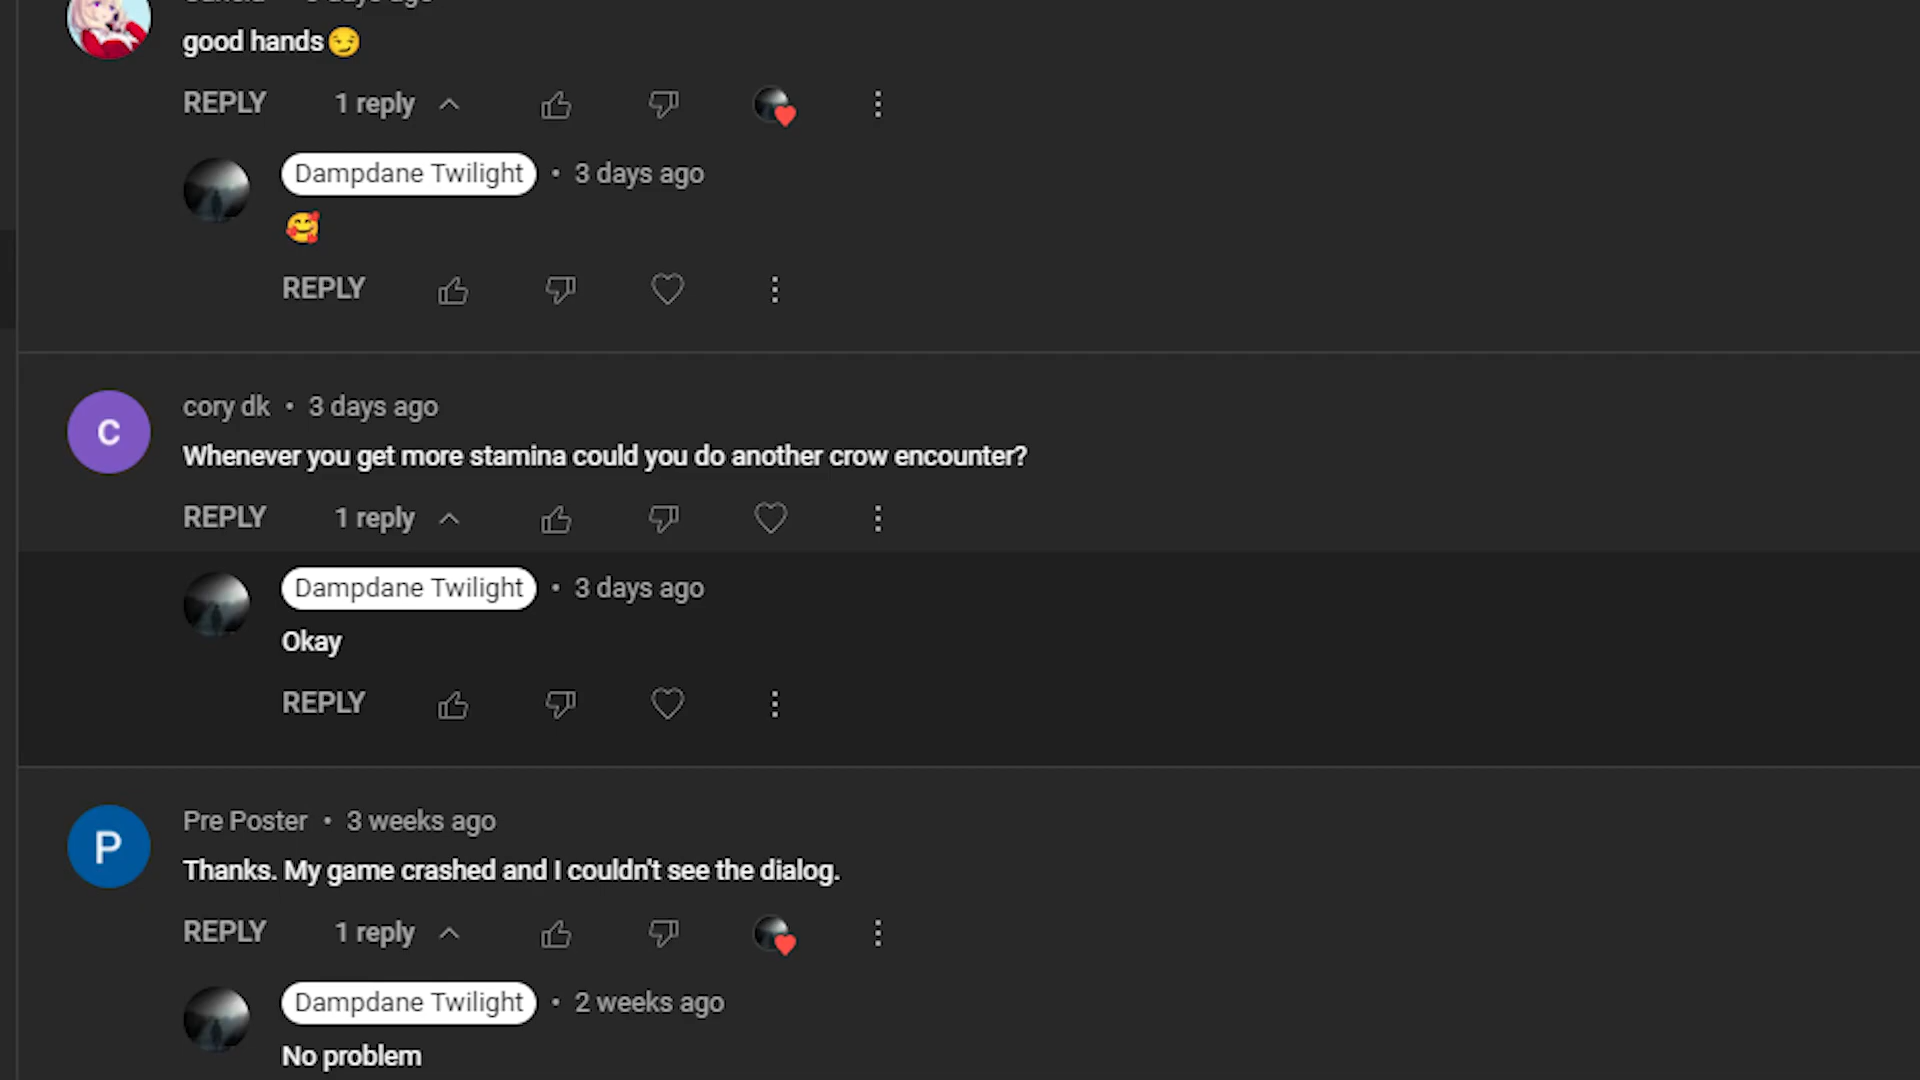 good hands😏
REPLY 1 reply
Dampdane Twilight • 3 days ago
🥰
REPLY
C
cory dk • 3 days ago
Whenever you get more stamina could you do another crow encounter?
REPLY 1 reply
Dampdane Twilight • 3 days ago
Okay
REPLY
P
Pre Poster • 3 weeks ago
Thanks. My game crashed and I couldn't see the dialog.
REPLY 1 reply
Dampdane Twilight • 2 weeks ago
No problem